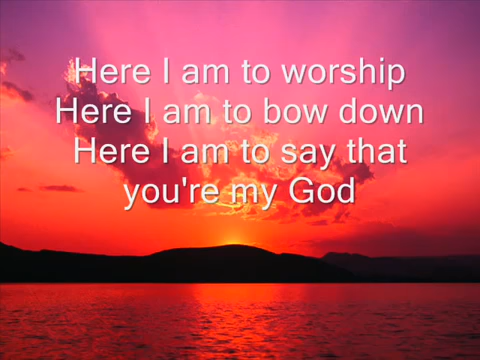 Here I am to worship
Here I am to bow down
Here I am to say that
you're my God